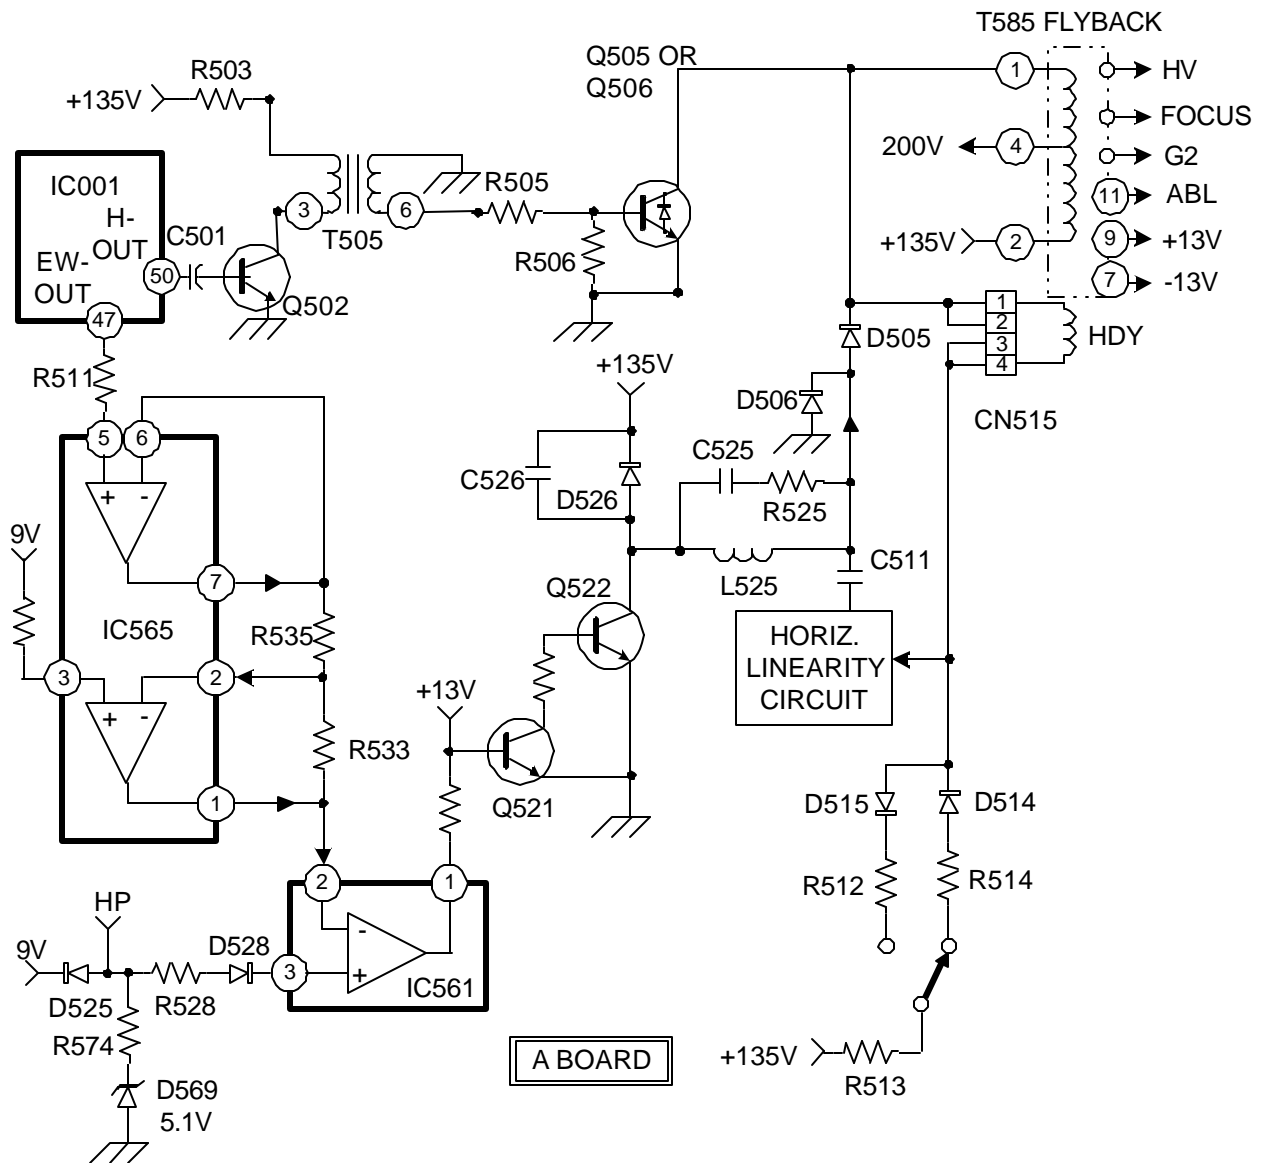 T585 FLYBACK
Q505 OR
Q506
R503
+135V
1
HV
FOCUS
200V
4
G2
11
ABL
+135V
2
9
+13V
7
-13V
IC001
H-
OUT
EW-
OUT
C501
50
47
3
T505
6
R505
R506
Q502
R511
1
2
3
4
HDY
CN515
D505
D506
+135V
C526
D526
C525
R525
L525
C511
5
6
+
-
9V
7
IC565
R535
3
2
+
-
R533
1
Q522
+13V
Q521
HORIZ.
LINEARITY
CIRCUIT
D515
D514
R512
R514
2
1
-
+
3
IC561
HP
9V
D528
D525
R528
R574
D569
5.1V
A BOARD
+135V
R513